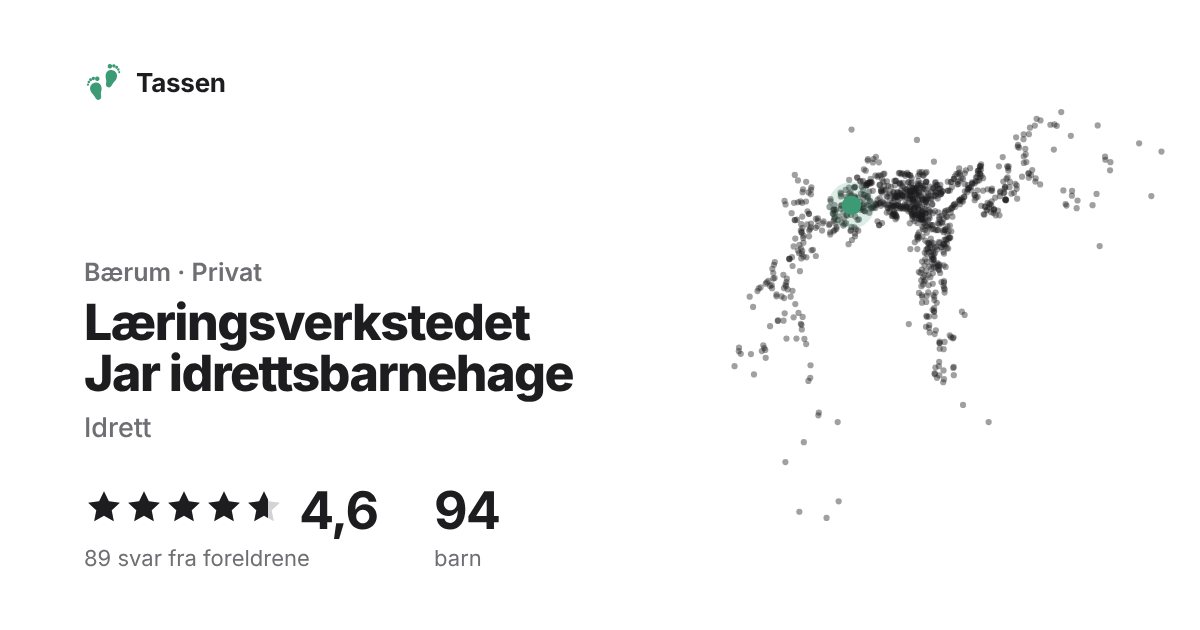 Tassen
Bærum · Privat
Læringsverkstedet
Jar idrettsbarnehage
Idrett
4,6
89 svar fra foreldrene
94
barn